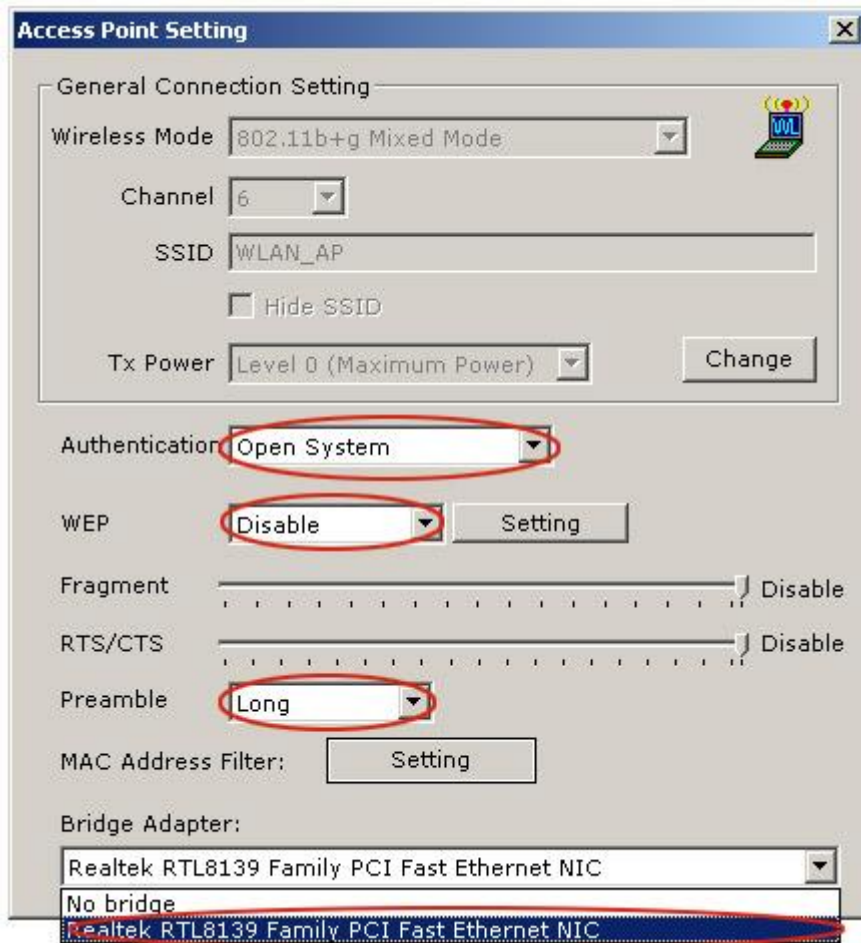 Access Point Setting
General Connection Setting
Wireless Mode 802.11b+g Mixed Mode
Channel 6
SSID WLAN_AP
Hide SSID
Tx Power Level 0 (Maximum Power) Change
Authentication Open System
WEP Disable Setting
Fragment Disable
RTS/CTS Disable
Preamble Long
MAC Address Filter: Setting
Bridge Adapter:
Realtek RTL8139 Family PCI Fast Ethernet NIC
No bridge
Realtek RTL8139 Family PCI Fast Ethernet NIC